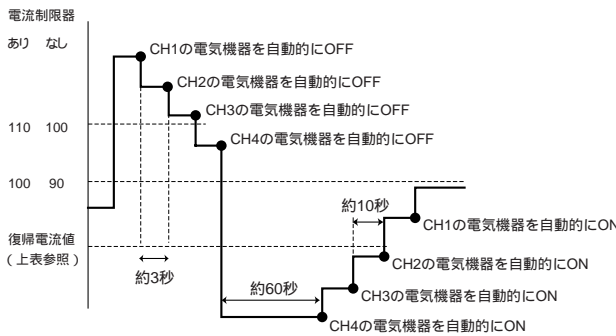 電流制限器
あり なし
CH1の電気機器を自動的にOFF
CH2の電気機器を自動的にOFF
CH3の電気機器を自動的にOFF
110 100
CH4の電気機器を自動的にOFF
100 90
約10秒
CH1の電気機器を自動的にON
復帰電流値
(上表参照)
CH2の電気機器を自動的にON
約3秒
約60秒
CH3の電気機器を自動的にON
CH4の電気機器を自動的にON